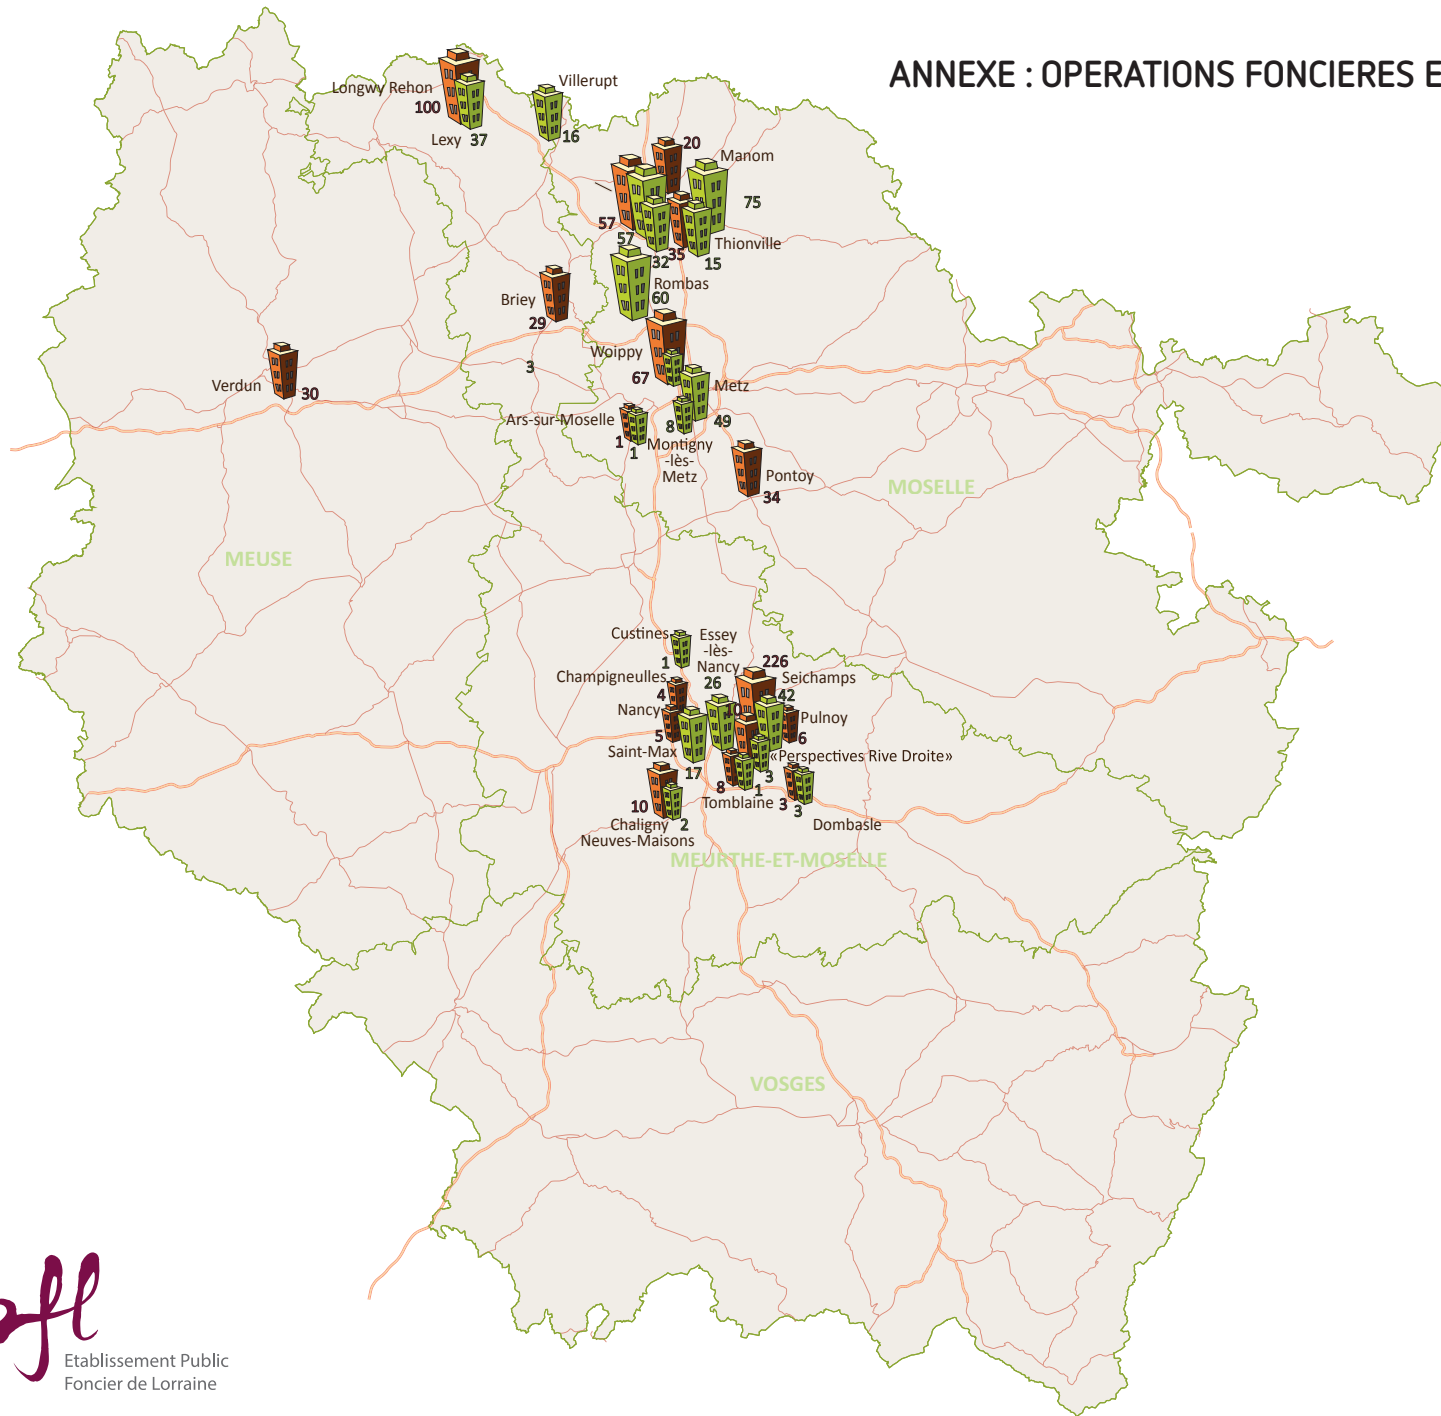 ANNEXE : OPERATIONS FONCIERES E
Longwy Rehon
100
Lexy 37
Villerupt
16
20
Manom
75
57
57
32
35
15
Thionville
Rombas
60
Briey
29
3
Woippy
67
Verdun
30
Metz
49
Ars-sur-Moselle
1
1
8
Montigny
-lès-
Metz
Pontoy
34
MOSELLE
MEUSE
Custines
1
Essey
-lès-
Nancy
26
226
Seichamps
42
Champigneulles
4
Nancy
5
10
Pulnoy
6
Saint-Max
17
«Perspectives Rive Droite»
3
8
1
Tomblaine
3
3
Dombasle
10
2
Chaligny
Neuves-Maisons
MEURTHE-ET-MOSELLE
VOSGES
Etablissement Public
Foncier de Lorraine